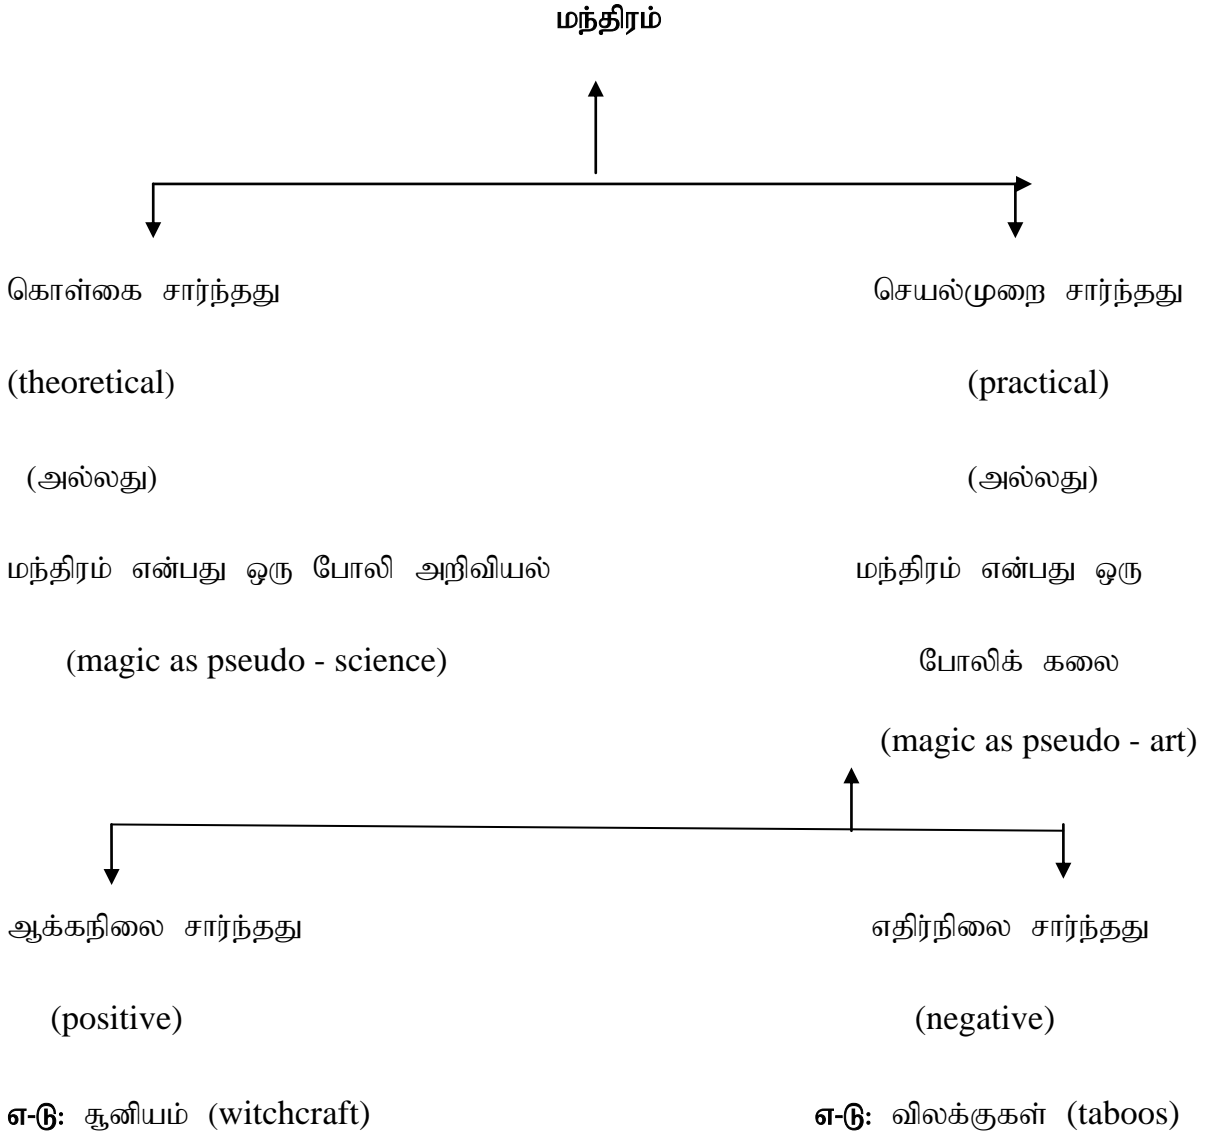 மந்திரம்
கொள்கை சார்ந்தது செயல்முறை சார்ந்தது
(theoretical) (practical)
(அல்லது) (அல்லது)
மந்திரம் என்பது ஒரு போலி அறிவியல் மந்திரம் என்பது ஒரு
(magic as pseudo - science) போலிக் கலை
(magic as pseudo - art)
ஆக்கநிலை சார்ந்தது எதிர்நிலை சார்ந்தது
(positive) (negative)
எ-டு: சூனியம் (witchcraft) எ-டு: விலக்குகள் (taboos)